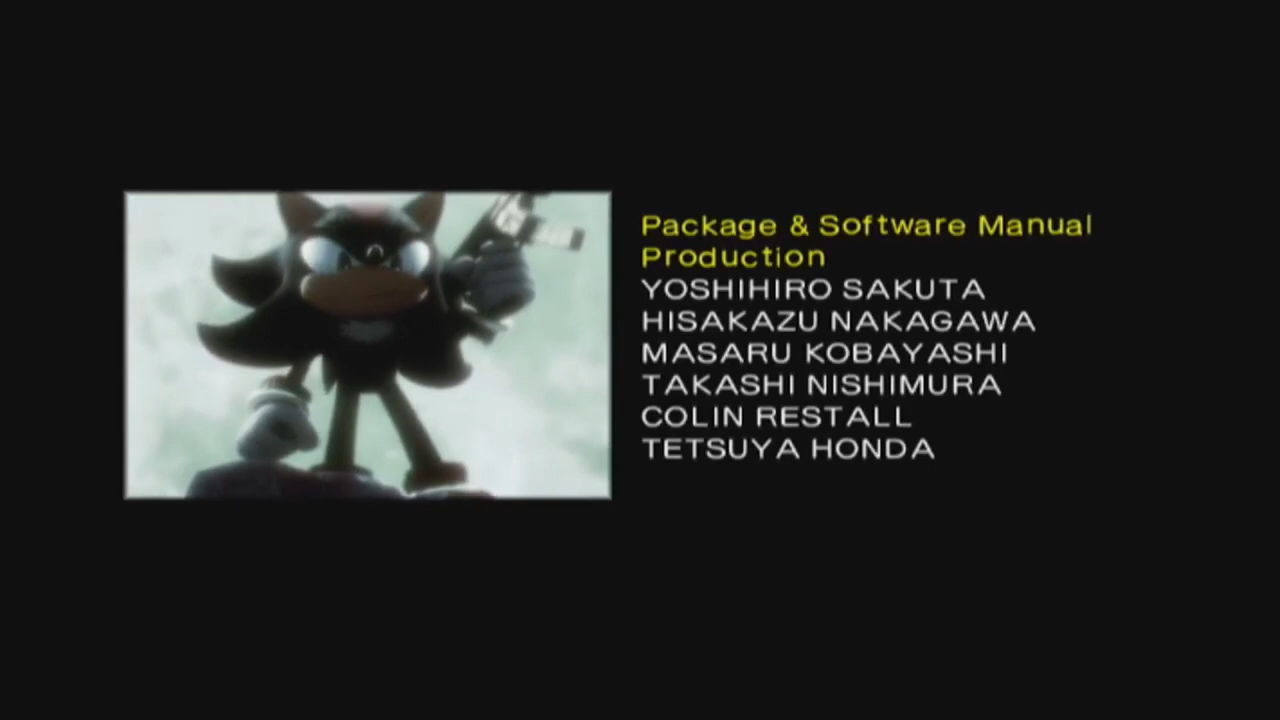 Package & Software Manual
Production
YOSHIHIRO SAKUTA
HISAKAZU NAKAGAWA
MASARU KOBAYASHI
TAKASHI NISHIMURA
COLIN RESTALL
TETSUYA HONDA